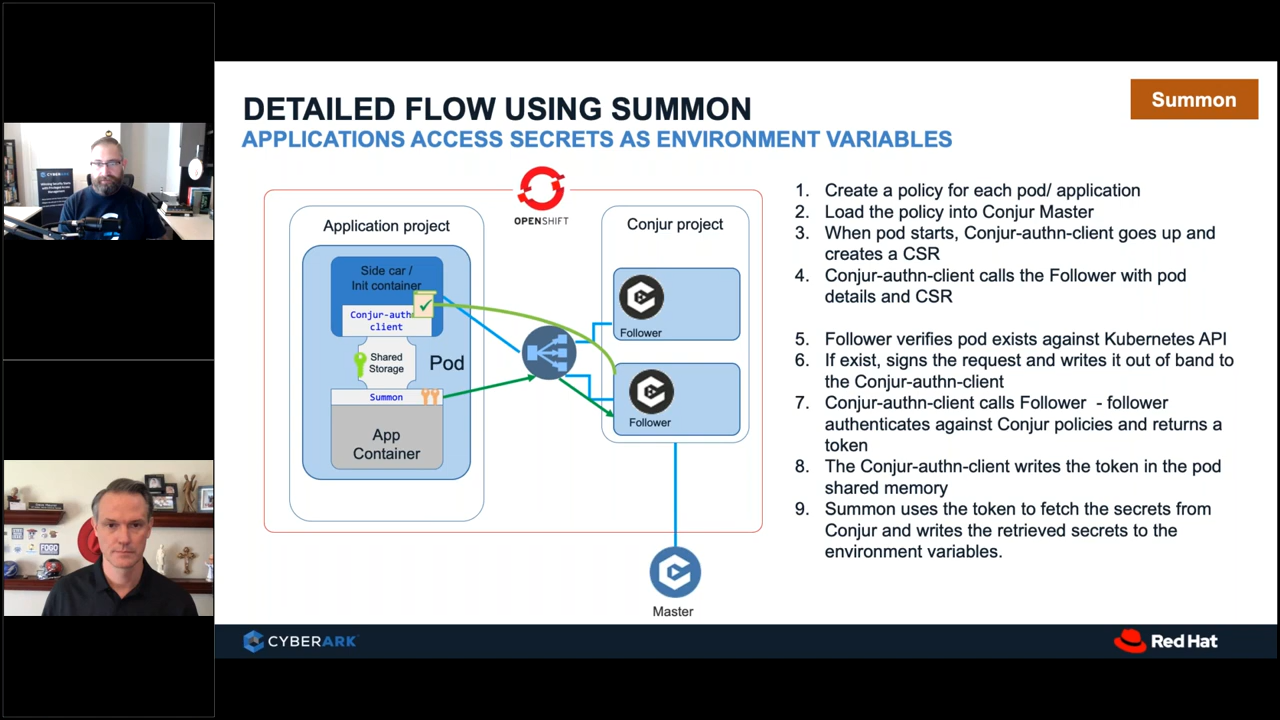 DETAILED FLOW USING SUMMON
APPLICATIONS ACCESS SECRETS AS ENVIRONMENT VARIABLES
Summon
OPENSHIFT
Application project
Side car /
Init container
Conjur-authn
client
Shared
Storage
Pod
Summon
App
Container
Conjur project
Follower
Follower
Master
1. Create a policy for each pod/ application
2. Load the policy into Conjur Master
3. When pod starts, Conjur-authn-client goes up and
creates a CSR
4. Conjur-authn-client calls the Follower with pod
details and CSR
5. Follower verifies pod exists against Kubernetes API
6. If exist, signs the request and writes it out of band to
the Conjur-authn-client
7. Conjur-authn-client calls Follower - follower
authenticates against Conjur policies and returns a
token
8. The Conjur-authn-client writes the token in the pod
shared memory
9. Summon uses the token to fetch the secrets from
Conjur and writes the retrieved secrets to the
environment variables.
CYBERARK
Red Hat
CYBERARK